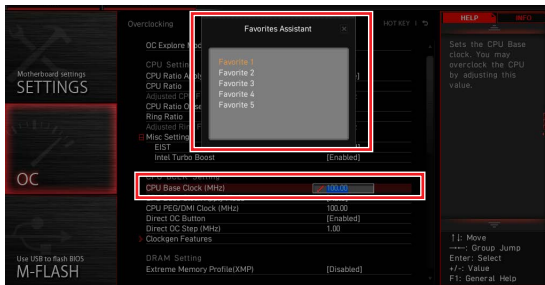 Overclocking
HOT KEY
HELP
INFO
Favorites Assistant
Favorite 1
Favorite 2
Favorite 3
Favorite 4
Favorite 5
Sets the CPU Base
clock. You may
overclock the CPU
by adjusting this
value.
Motherboard settings
SETTINGS
OC
Use USB to flash BIOS
M-FLASH
OC Explore
CPU
CPU Ratio
CPU Ratio
Adjusted
CPU Ratio
Ring Ratio
Adjusted Ring
Misc
EIST
Intel Turbo Boost [Enabled]
CPU Base Clock (MHz) 100.00
CPU PEG/DMI Clock (MHz) 100.00
Direct OC Button [Enabled]
Direct OC Step (MHz) 1.00
Clockgen Features
DRAM Setting
Extreme Memory Profile(XMP) [Disabled]
↑↓: Move
Group Jump
Enter: Select
+/-: Value
F1: General Help